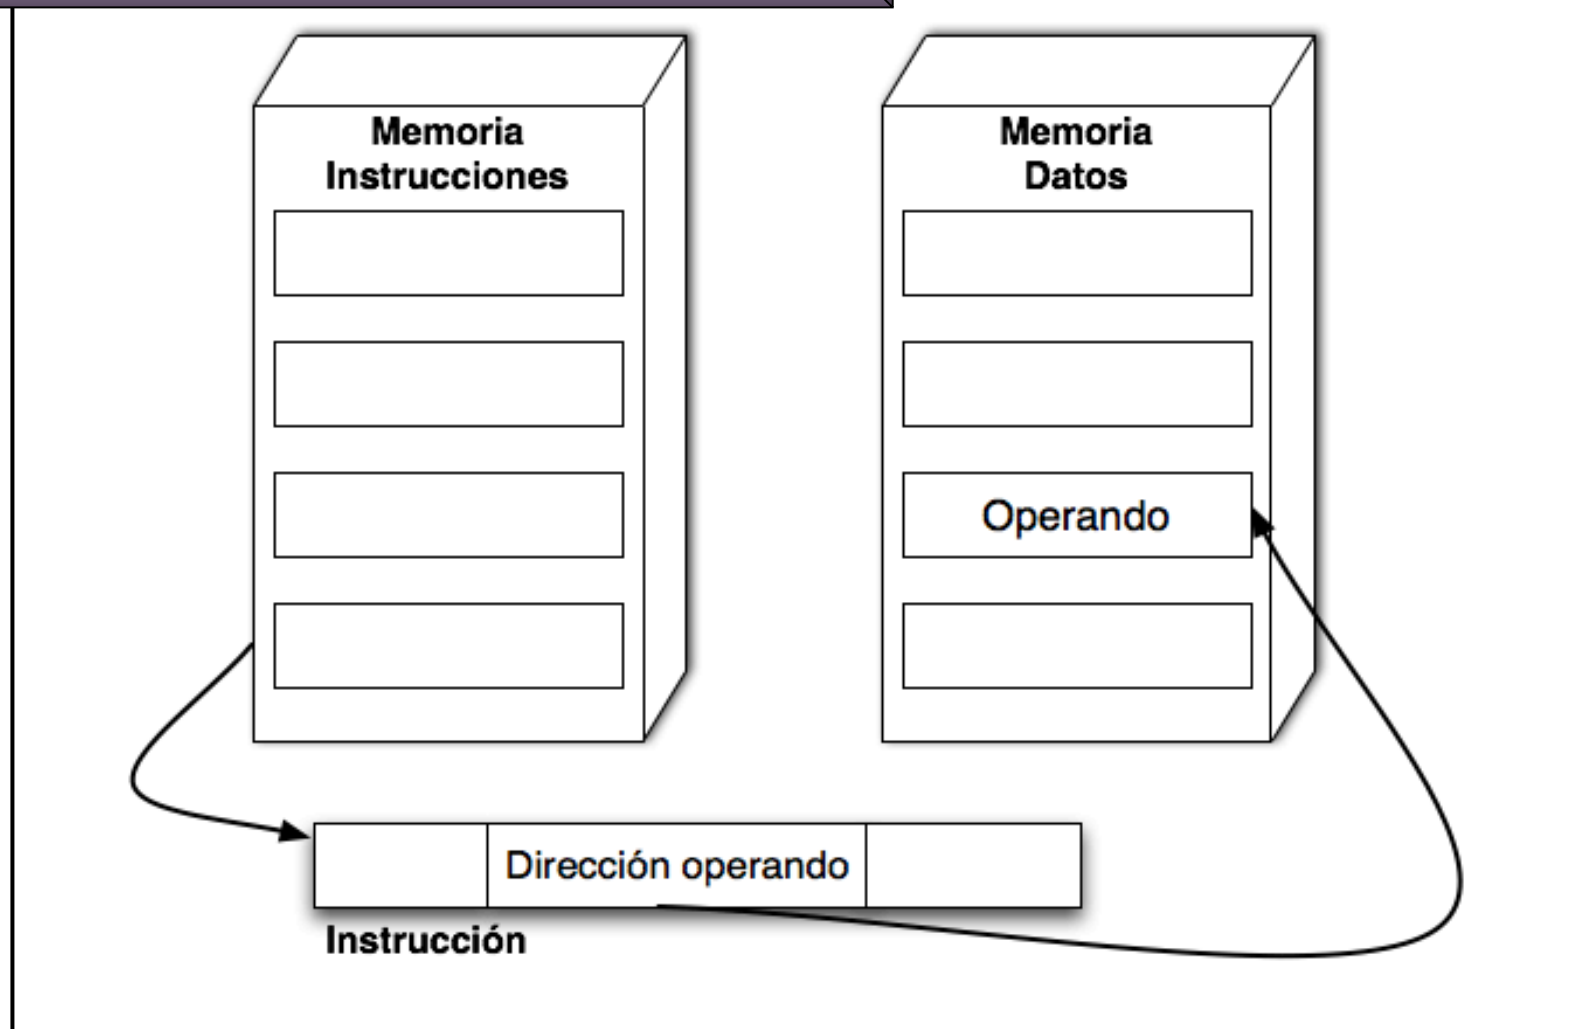 Memoria
Instrucciones
Memoria
Datos
Operando
Dirección operando
Instrucción